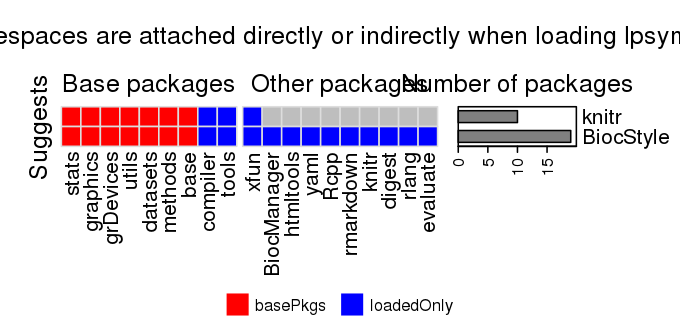 espaces are attached directly or indirectly when loading lpsym
Base packages
Other packages
Number of packages
Suggests
knitr
BiocStyle
0 5 10 15
stats
graphics
grDevices
utils
datasets
methods
base
compiler
tools
xfun
BiocManager
htmltools
yaml
Rcpp
rmarkdown
knitr
digest
rlang
evaluate
basePkgs
loadedOnly